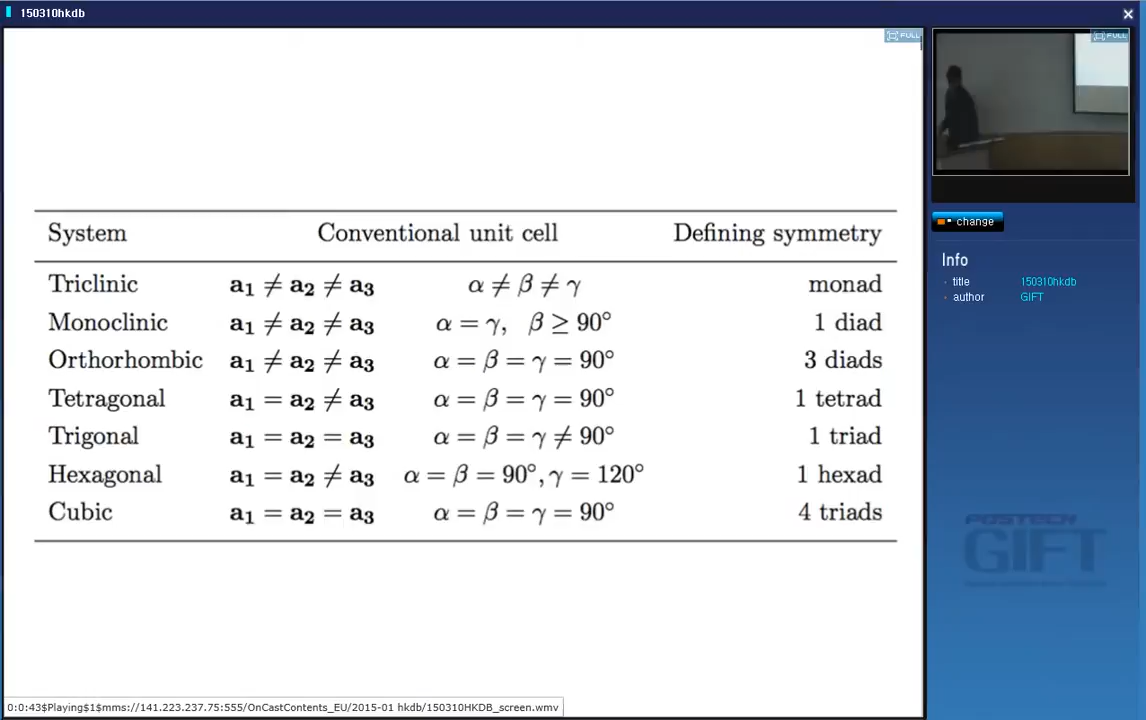 150310hkdb
FULL
FULL
System Conventional unit cell Defining symmetry
Triclinic a₁ ≠ a₂ ≠ a₃ α ≠ β ≠ γ monad
Monoclinic a₁ ≠ a₂ ≠ a₃ α = γ, β ≥ 90° 1 diad
Orthorhombic a₁ ≠ a₂ ≠ a₃ α = β = γ = 90° 3 diads
Tetragonal a₁ = a₂ ≠ a₃ α = β = γ = 90° 1 tetrad
Trigonal a₁ = a₂ = a₃ α = β = γ ≠ 90° 1 triad
Hexagonal a₁ = a₂ ≠ a₃ α = β = 90°, γ = 120° 1 hexad
Cubic a₁ = a₂ = a₃ α = β = γ = 90° 4 triads
change
Info
title 150310hkdb
author GIFT
POSTECH
GIFT
0:0:43$Playing$1$mms://141.223.237.75:555/OnCastContents_EU/2015-01 hkdb/150310HKDB_screen.wmv